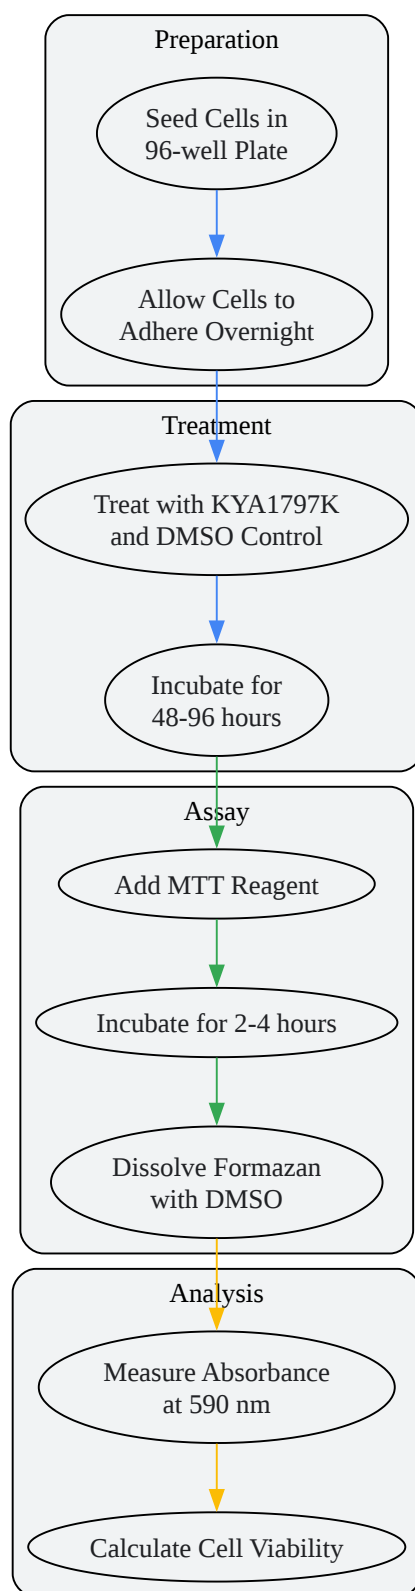 Preparation
Seed Cells in
96-well Plate
Allow Cells to
Adhere Overnight
Treatment
Treat with KYA1797K
and DMSO Control
Incubate for
48-96 hours
Assay
Add MTT Reagent
Incubate for 2-4 hours
Dissolve Formazan
with DMSO
Analysis
Measure Absorbance
at 590 nm
Calculate Cell Viability